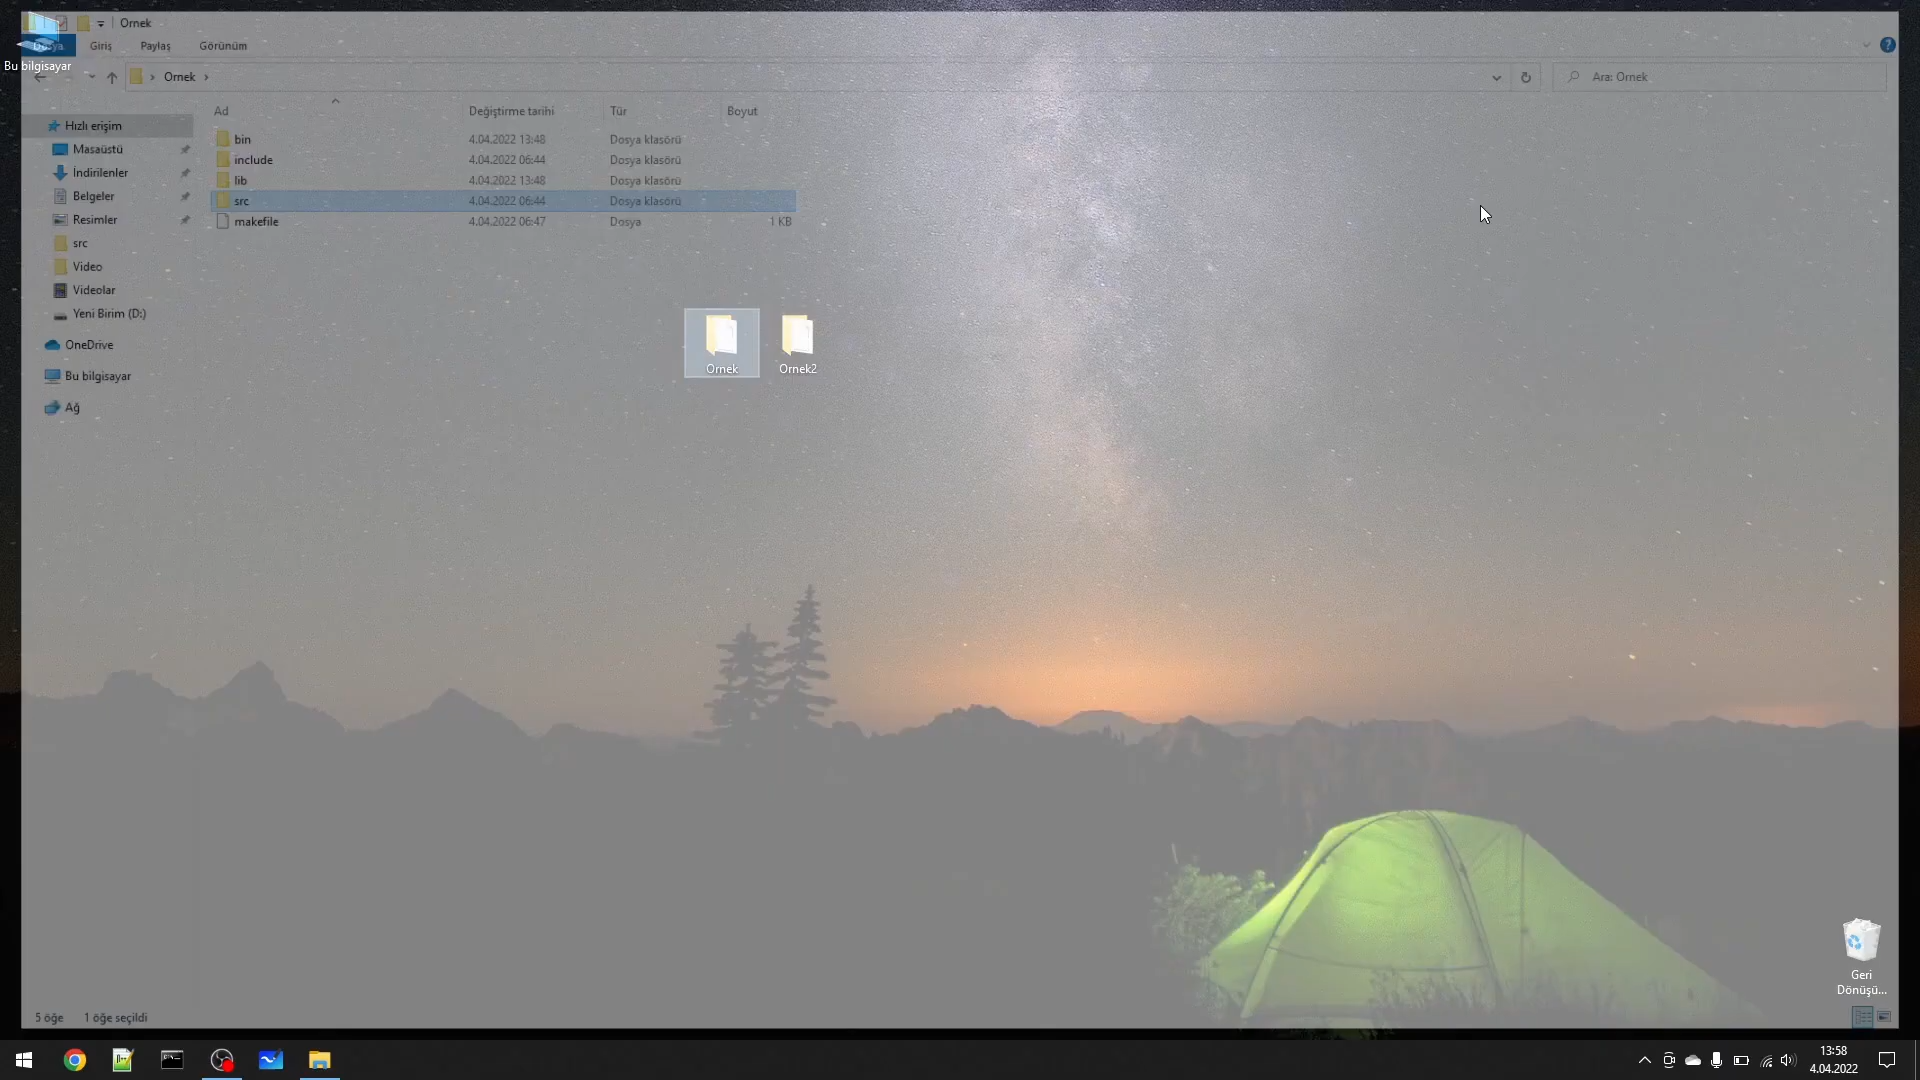 Ornek
Bu bilgisayar
Dosya
Giriş
Paylaş
Görünüm
Ornek
Ara: Ornek
Ad
Değiştirme tarihi
Tür
Boyut
Hızlı erişim
Masaüstü
İndirilenler
Belgeler
Resimler
src
Video
Videolar
Yeni Birim (D:)
OneDrive
Bu bilgisayar
Ağ
bin 4.04.2022 13:48 Dosya klasörü
include 4.04.2022 06:44 Dosya klasörü
lib 4.04.2022 13:48 Dosya klasörü
src 4.04.2022 06:44 Dosya klasörü
makefile 4.04.2022 06:47 Dosya 1 KB
Ornek
Ornek2
Geri
Dönüşü...
5 öğe 1 öğe seçildi
13:58
4.04.2022